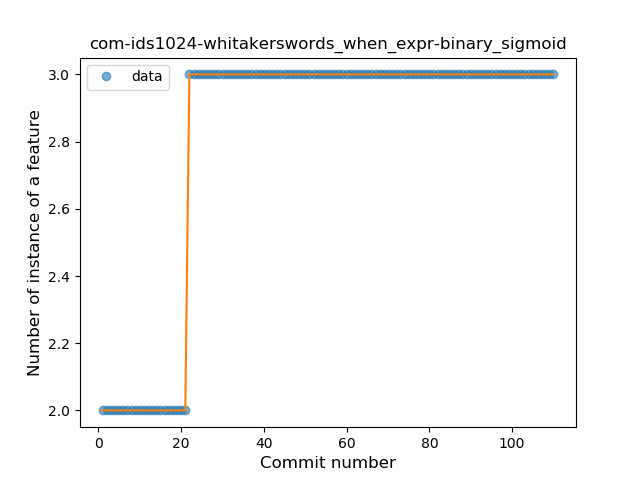 com-ids1024-whitakerswords_when_expr-binary_sigmoid
data
Number of instance of a feature
3.0
2.8
2.6
2.4
2.2
2.0
0 20 40 60 80 100
Commit number